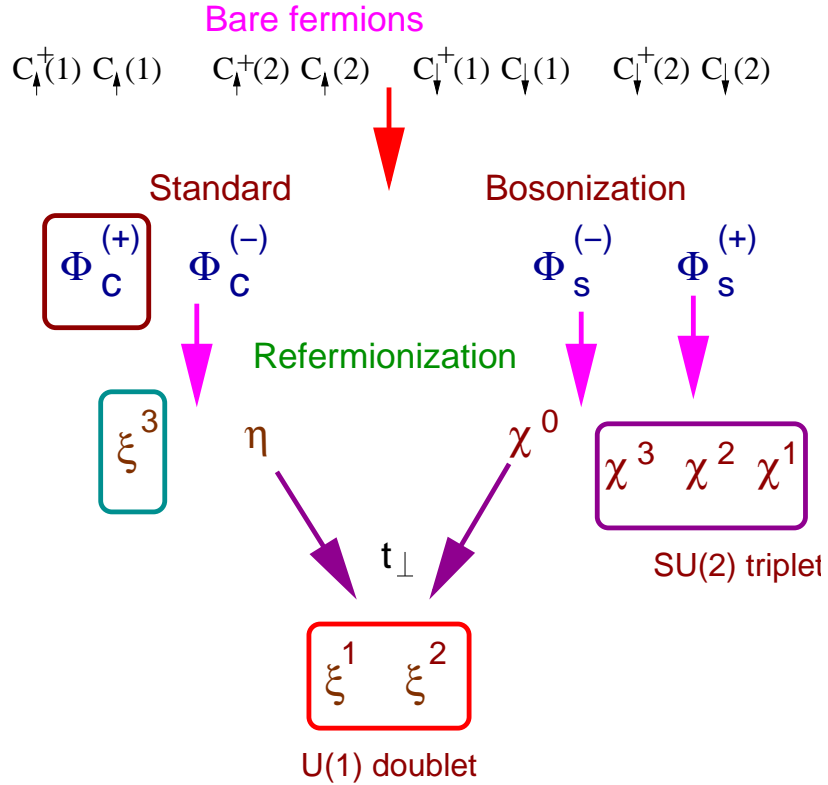 Bare fermions
C↑+(1) C↑(1) C↑+(2) C↑(2) C↓+(1) C↓(1) C↓+(2) C↓(2)
Standard Bosonization
Φc(+) Φc(−) Φs(−) Φs(+)
Refermionization
ξ3 η χ0 χ3 χ2 χ1
t⊥
SU(2) triplet
ξ1 ξ2
U(1) doublet